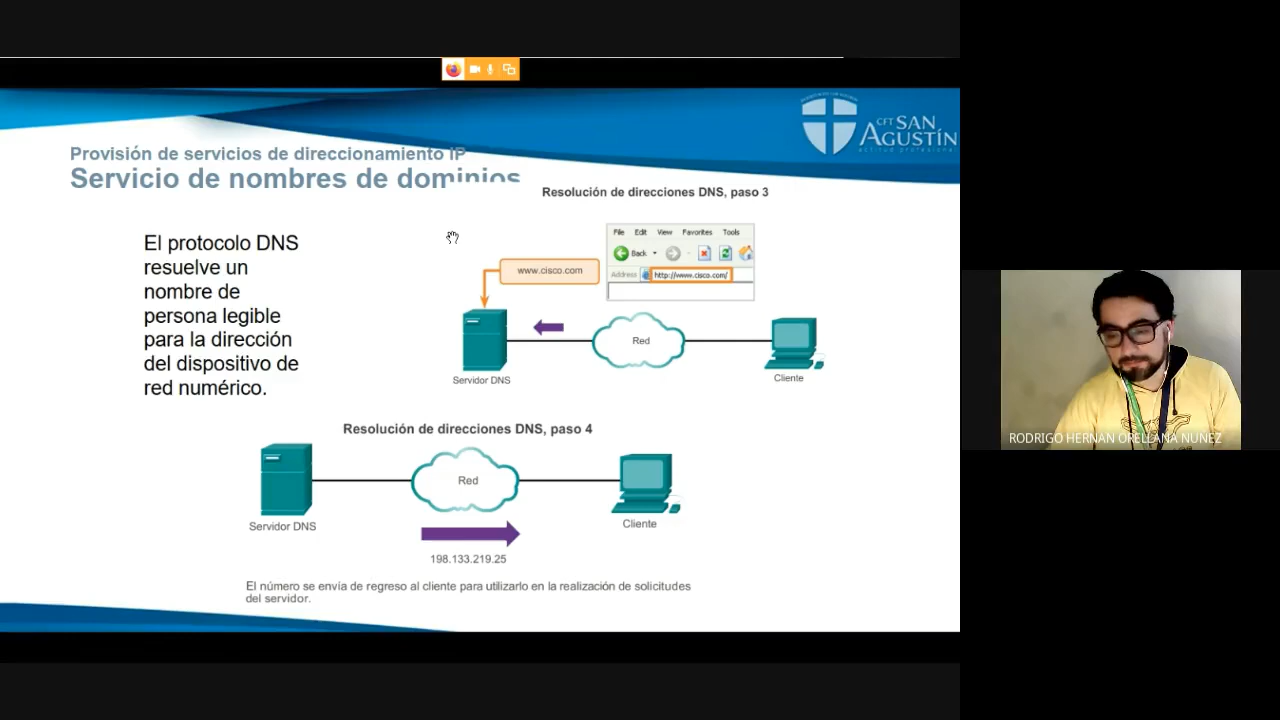 CFT SAN
AGUSTÍN
Provisión de servicios de direccionamiento IP
Servicio de nombres de dominios
Resolución de direcciones DNS, paso 3
El protocolo DNS
resuelve un
nombre de
persona legible
para la dirección
del dispositivo de
red numérico.
File Edit View Favorites Tools
Back
Address http://www.cisco.com/
www.cisco.com
Red
Servidor DNS
Cliente
Resolución de direcciones DNS, paso 4
Red
Servidor DNS
Cliente
198.133.219.25
El número se envía de regreso al cliente para utilizarlo en la realización de solicitudes
del servidor.
RODRIGO HERNAN ORELLANA NUNEZ